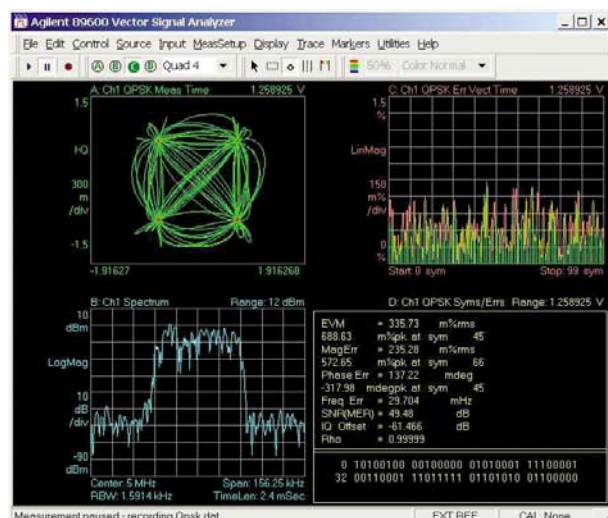 Agilent 89600 Vector Signal Analyzer
File Edit Control Source Input MeasSetup Display Trace Markers Utilities Help
A B C D Quad 4 50% Color Normal
A: Ch1 QPSK Meas Time 1.258925 V
1.5
I-Q
300
m
/div
-1.5
-1.91627 1.916268
C: Ch1 QPSK Err Vect Time 1.258925 V
1.5
%
LinMag
150
m%
/div
0
%
Start: 0 sym Stop: 99 sym
B: Ch1 Spectrum Range: 12 dBm
10
dBm
LogMag
10
dB
/div
-90
dBm
Center: 5 MHz Span: 156.25 kHz
RBW: 1.5914 kHz TimeLen: 2.4 mSec
D: Ch1 QPSK Syms/Errs Range: 1.258925 V
EVM = 335.73 m%rms
688.63 m%pk at sym 45
MagErr = 235.28 m%rms
572.65 m%pk at sym 66
Phase Err = 137.22 mdeg
-317.98 mdegpk at sym 45
Freq Err = 29.704 mHz
SNR(MER) = 49.48 dB
IQ Offset = -61.466 dB
Rho = 0.99999
0 10100100 00100000 01010001 11100001
32 00110001 11011111 01101010 01100000
Measurement paused - recording Qpsk.dat EXT REF CAL: None